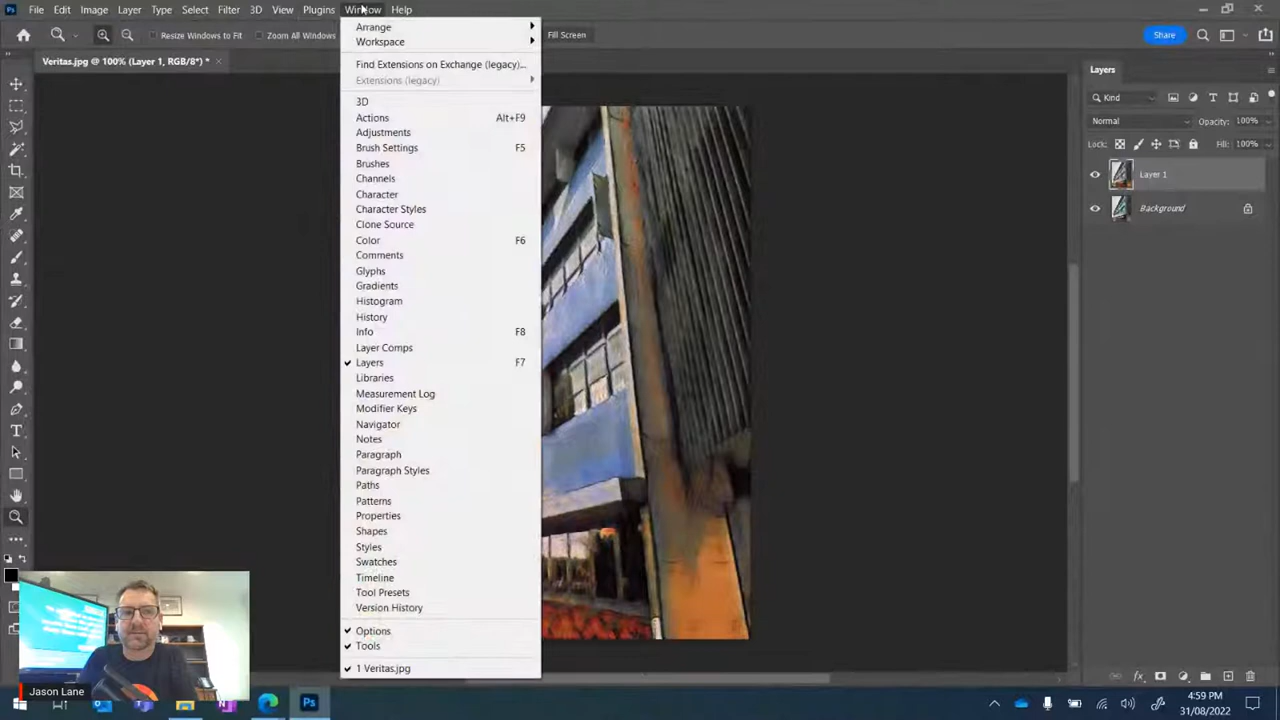 Ps File Edit Image Layer Type Select Filter 3D View Plugins Window Help
Resize Windows to Fit Zoom All Windows Fill Screen Share
Veritas.jpg @ 100% (Layer 1, RGB/8*) * ×
Arrange
Workspace
Find Extensions on Exchange (legacy)...
Extensions (legacy)
3D
Actions Alt+F9
Adjustments
Brush Settings F5
Brushes
Channels
Character
Character Styles
Clone Source
Color F6
Comments
Glyphs
Gradients
Histogram
History
Info F8
Layer Comps
Layers F7
Libraries
Measurement Log
Modifier Keys
Navigator
Notes
Paragraph
Paragraph Styles
Paths
Patterns
Properties
Shapes
Styles
Swatches
Timeline
Tool Presets
Version History
Options
Tools
1 Veritas.jpg
Layers
Kind
Normal Opacity: 100%
Lock: Fill: 100%
Layer 1
Background
Jason Lane
Ps
4:59 PM
31/08/2022